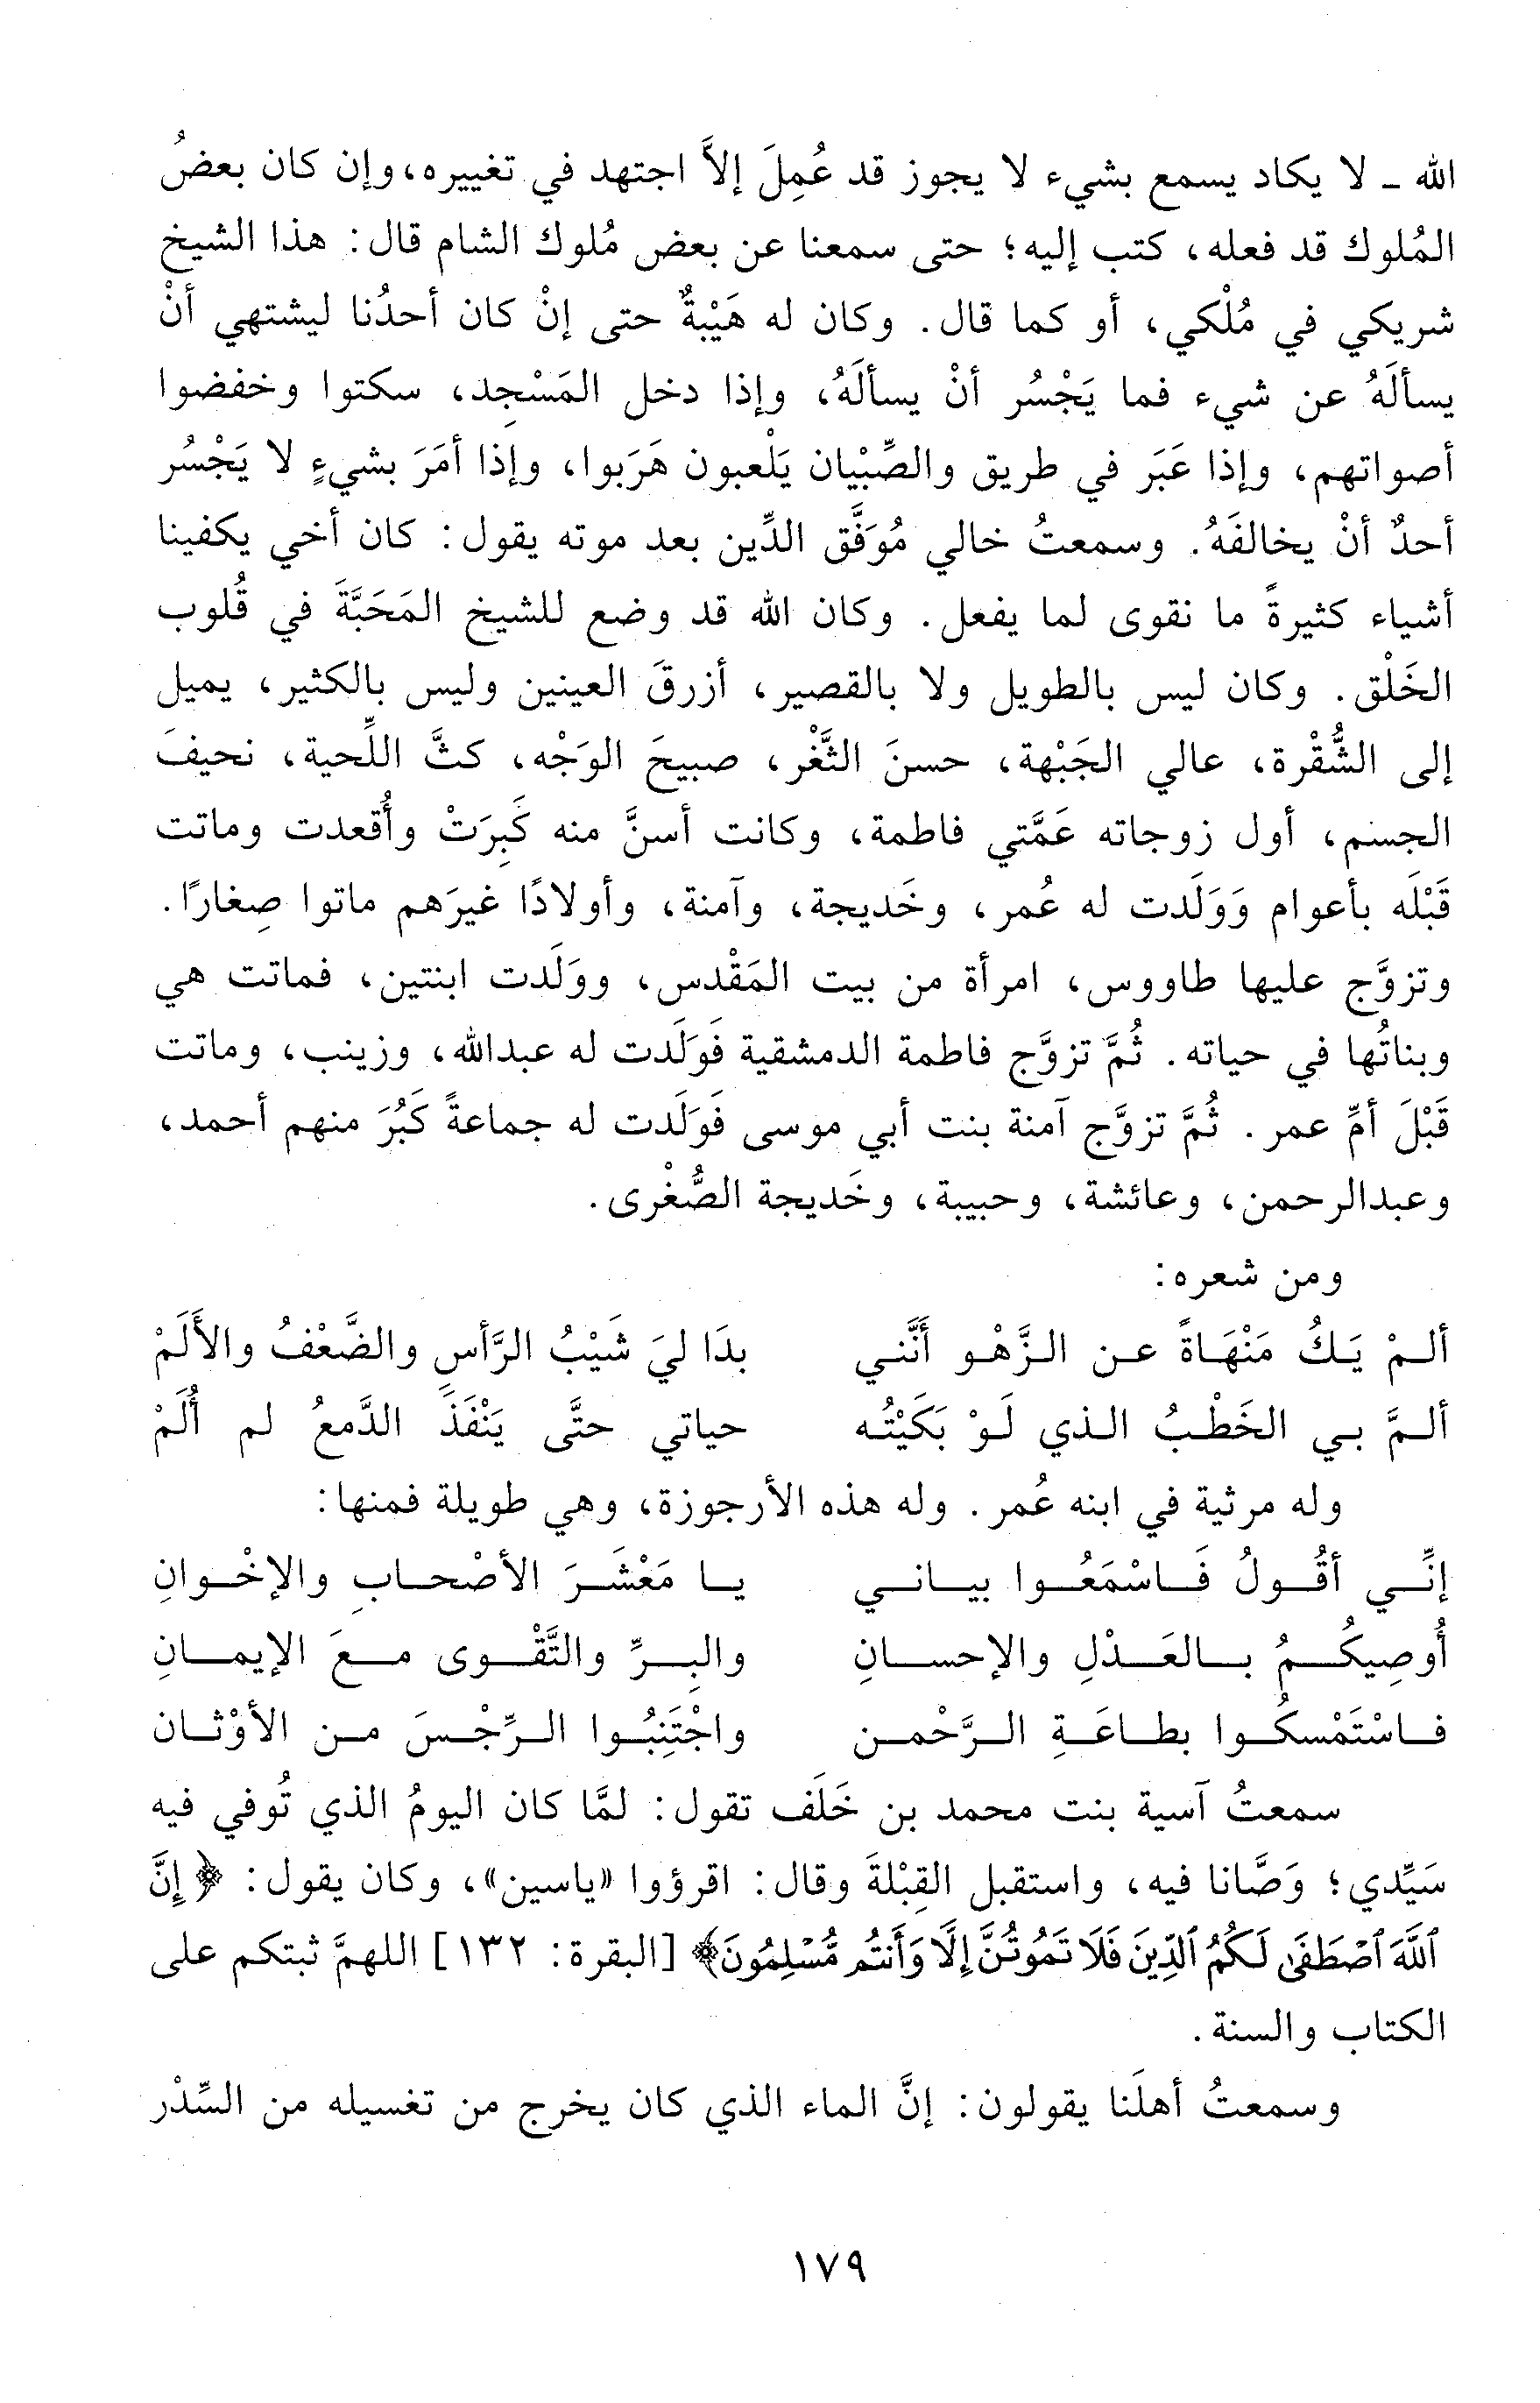 الله ـ لا يكاد يسمع بشيء لا يجوز قد عُمِلَ إلاَّ اجتهد في تغييره، وإن كان بعضُ
المُلوك قد فعله، كتب إليه؛ حتى سمعنا عن بعض مُلوك الشام قال: هذا الشيخ
شريكي في مُلْكي، أو كما قال. وكان له هَيْبةٌ حتى إنْ كان أحدُنا ليشتهي أنْ
يسألَهُ عن شيء فما يَجْسُر أنْ يسألَهُ، وإذا دخل المَسْجِد، سكتوا وخفضوا
أصواتهم، وإذا عَبَر في طريق والصِّبْيان يَلْعبون هَرَبوا، وإذا أمَرَ بشيءٍ لا يَجْسُر
أحدٌ أنْ يخالفَهُ. وسمعتُ خالي مُوَفَّق الدِّين بعد موته يقول: كان أخي يكفينا
أشياء كثيرةً ما نقوى لما يفعل. وكان الله قد وضع للشيخ المَحَبَّةَ في قُلوب
الخَلْق. وكان ليس بالطويل ولا بالقصير، أزرقَ العينين وليس بالكثير، يميل
إلى الشُّقْرة، عالي الجَبْهة، حسنَ الثَّغْر، صبيحَ الوَجْه، كثَّ اللِّحية، نحيفَ
الجسم، أول زوجاته عَمَّتي فاطمة، وكانت أسنَّ منه كَبِرَتْ وأُقعدت وماتت
قَبْلَه بأعوام وَوَلَدت له عُمر، وخَديجة، وآمنة، وأولادًا غيرَهم ماتوا صِغارًا.
وتزوَّج عليها طاووس، امرأة من بيت المَقْدس، ووَلَدت ابنتين، فماتت هي
وبناتُها في حياته. ثُمَّ تزوَّج فاطمة الدمشقية فَوَلَدت له عبدالله، وزينب، وماتت
قَبْلَ أمِّ عمر. ثُمَّ تزوَّج آمنة بنت أبي موسى فَوَلَدت له جماعةً كَبُرَ منهم أحمد،
وعبدالرحمن، وعائشة، وحبيبة، وخَديجة الصُّغْرى.
ومن شعره:
ألمْ يَكُ مَنْهَاةً عن الزَّهْو أَنَّني بدَا ليَ شَيْبُ الرَّأسِ والضَّعْفُ والأَلَمْ
ألمَّ بي الخَطْبُ الذي لَوْ بَكَيْتُه حياتي حتَّى يَنْفَذَ الدَّمعُ لم أُلَمْ
وله مرثية في ابنه عُمر. وله هذه الأرجوزة، وهي طويلة فمنها:
إنِّي أقُولُ فَاسْمَعُوا بياني يا مَعْشَرَ الأصْحابِ والإخْوانِ
أُوصِيكُمُ بالعَدْلِ والإحسانِ والبِرِّ والتَّقْوى معَ الإيمانِ
فاسْتَمْسكُوا بطاعَةِ الرَّحْمن واجْتَنِبُوا الرِّجْسَ من الأوْثان
سمعتُ آسية بنت محمد بن خَلَف تقول: لمَّا كان اليومُ الذي تُوفي فيه
سَيِّدي؛ وَصَّانا فيه، واستقبل القِبْلةَ وقال: اقرؤوا «ياسين»، وكان يقول: ﴿إِنَّ
ٱللَّهَ ٱصْطَفَىٰ لَكُمُ ٱلدِّينَ فَلَا تَمُوتُنَّ إِلَّا وَأَنتُم مُّسْلِمُونَ﴾ [البقرة: ١٣٢] اللهمَّ ثبتكم على
الكتاب والسنة.
وسمعتُ أهلَنا يقولون: إنَّ الماء الذي كان يخرج من تغسيله من السِّدْر
١٧٩